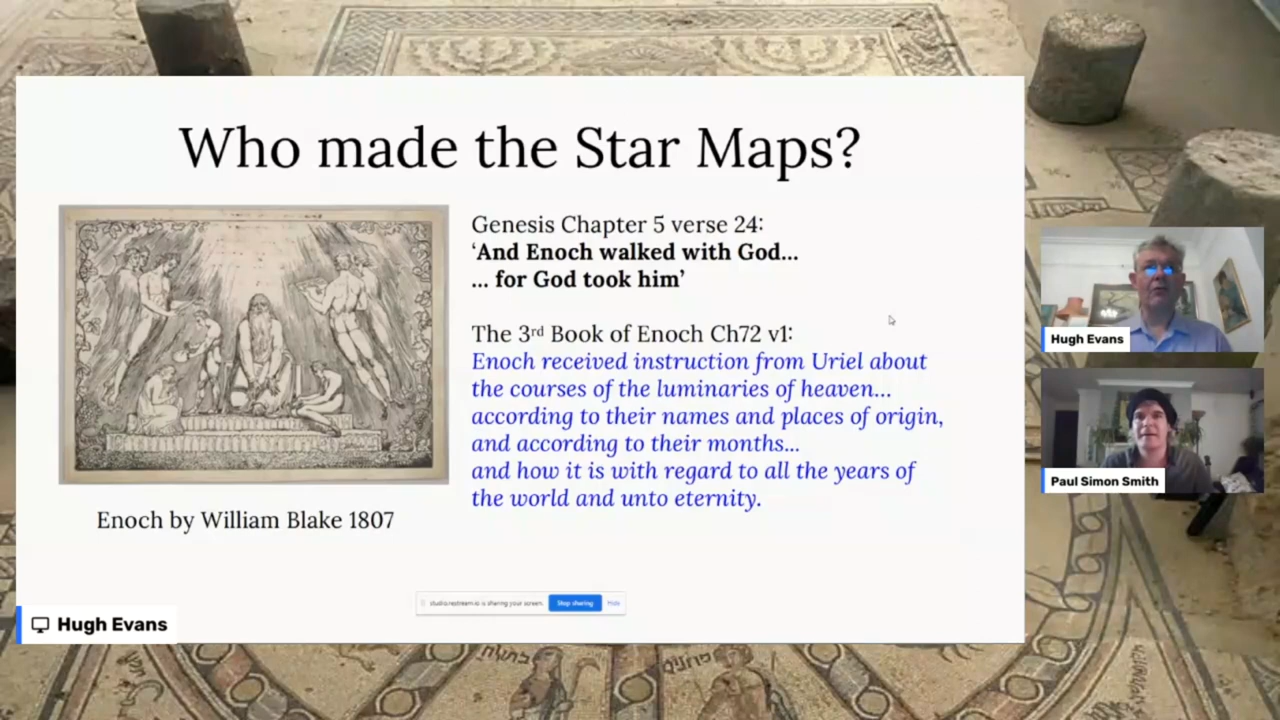 Who made the Star Maps?
Genesis Chapter 5 verse 24:
‘And Enoch walked with God...
... for God took him’
The 3rd Book of Enoch Ch72 v1:
Enoch received instruction from Uriel about
the courses of the luminaries of heaven...
according to their names and places of origin,
and according to their months...
and how it is with regard to all the years of
the world and unto eternity.
Enoch by William Blake 1807
studio.restream.io is sharing your screen.
Stop sharing
Hide
Hugh Evans
Hugh Evans
Paul Simon Smith
בתולה
מוזנים